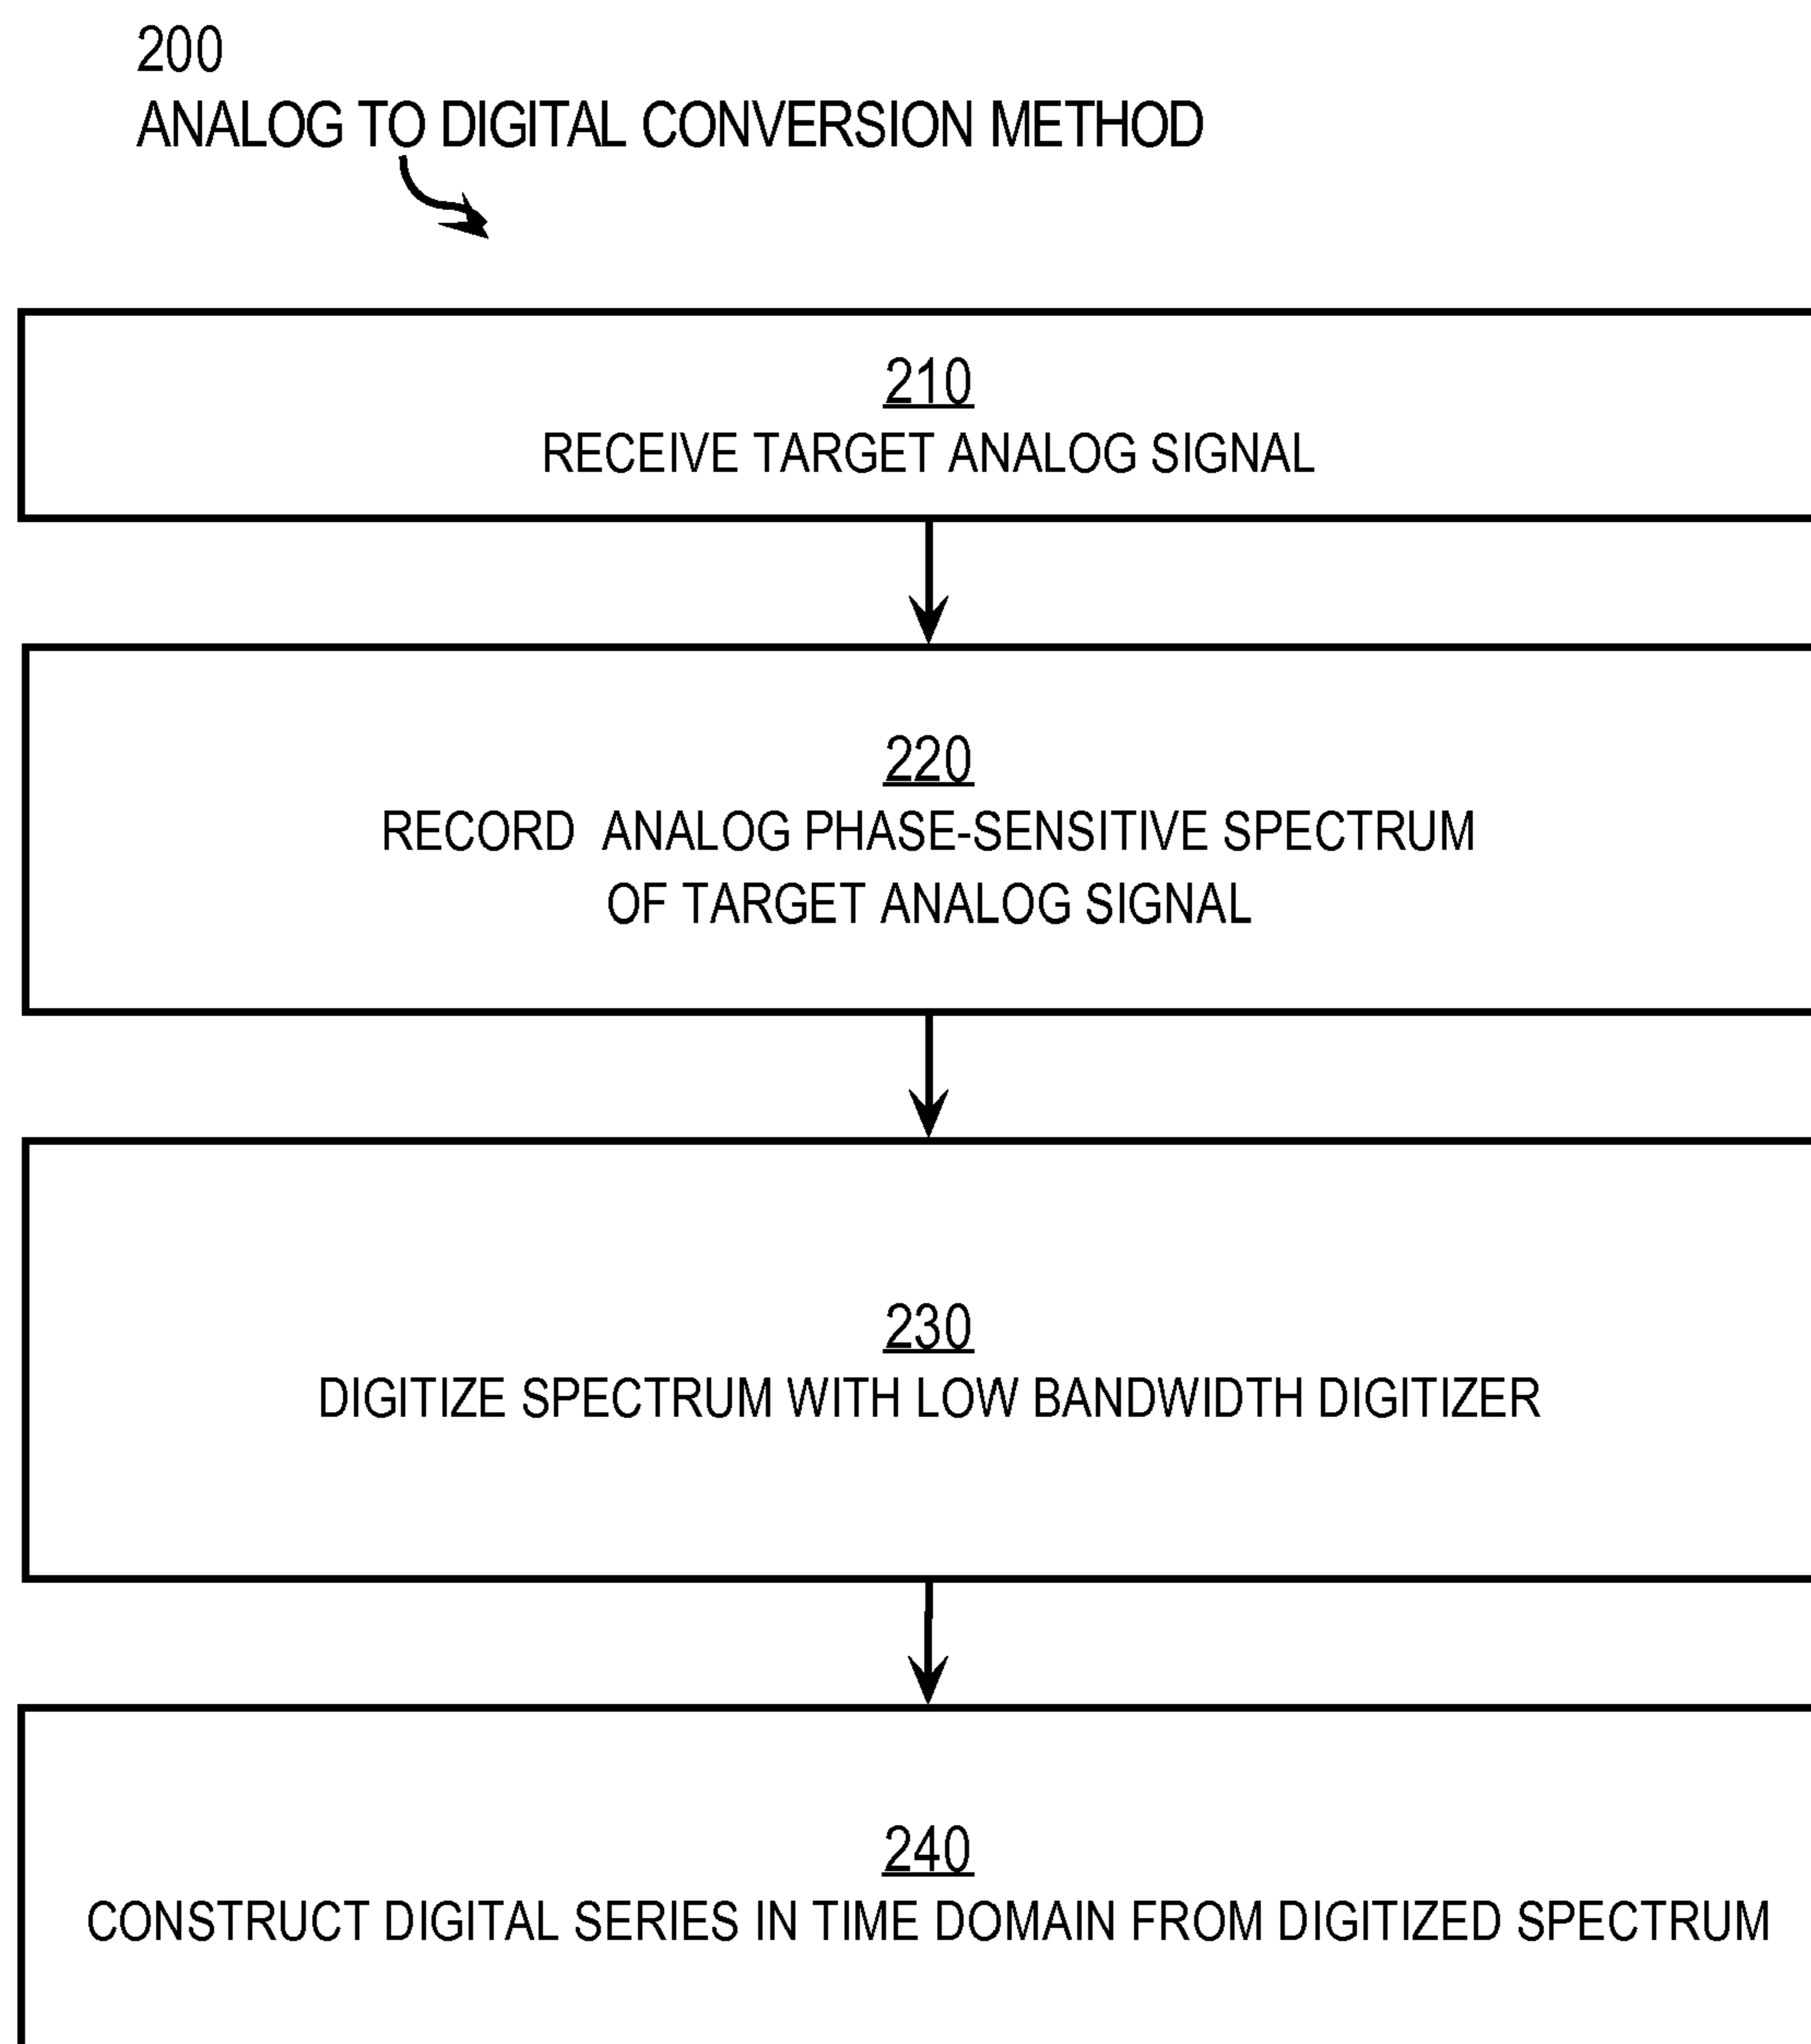 200
ANALOG TO DIGITAL CONVERSION METHOD
210
RECEIVE TARGET ANALOG SIGNAL
220
RECORD ANALOG PHASE-SENSITIVE SPECTRUM
OF TARGET ANALOG SIGNAL
230
DIGITIZE SPECTRUM WITH LOW BANDWIDTH DIGITIZER
240
CONSTRUCT DIGITAL SERIES IN TIME DOMAIN FROM DIGITIZED SPECTRUM